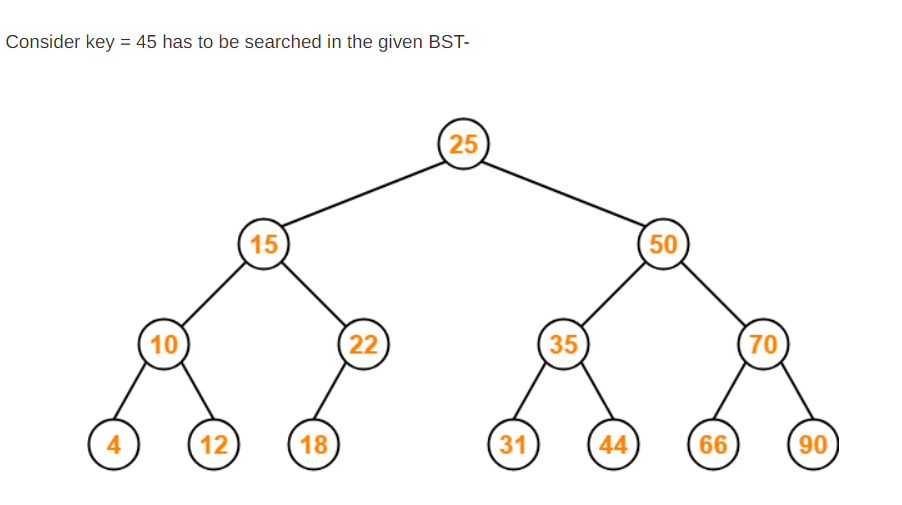 Consider key = 45 has to be searched in the given BST-
25
15 50
10 22 35 70
4 12 18 31 44 66 90